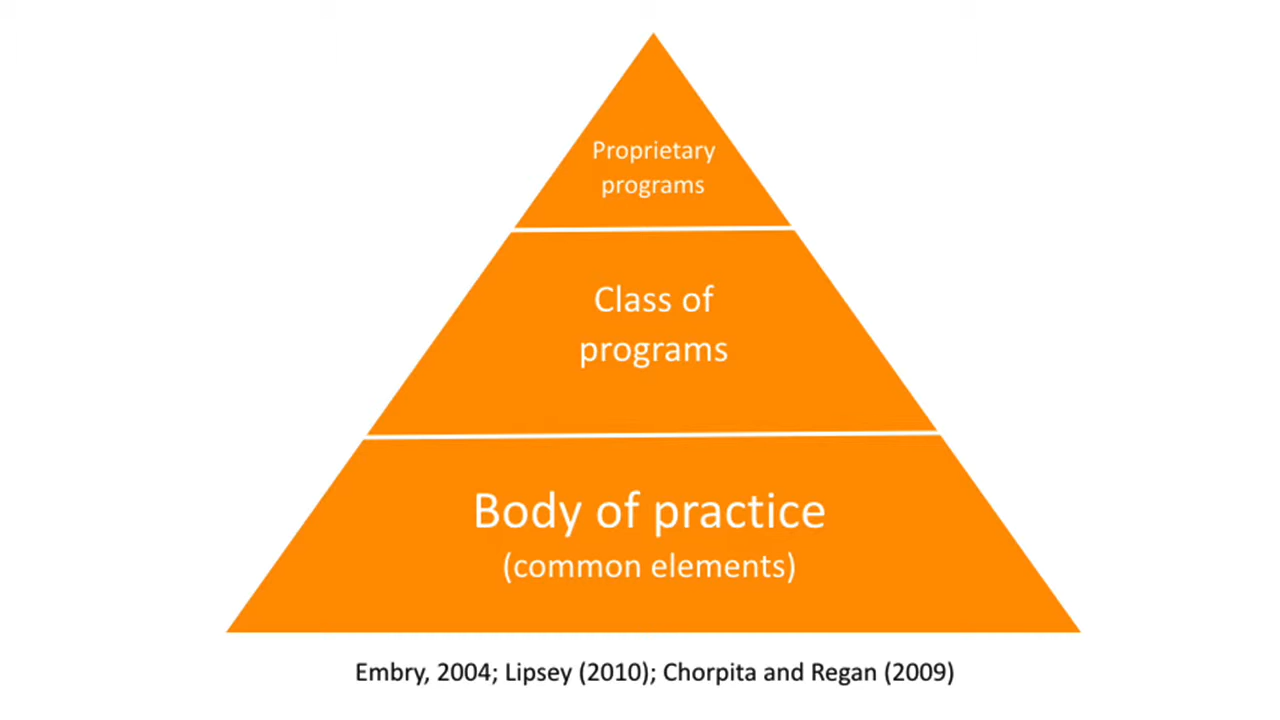 Proprietary
programs
Class of
programs
Body of practice
(common elements)
Embry, 2004; Lipsey (2010); Chorpita and Regan (2009)